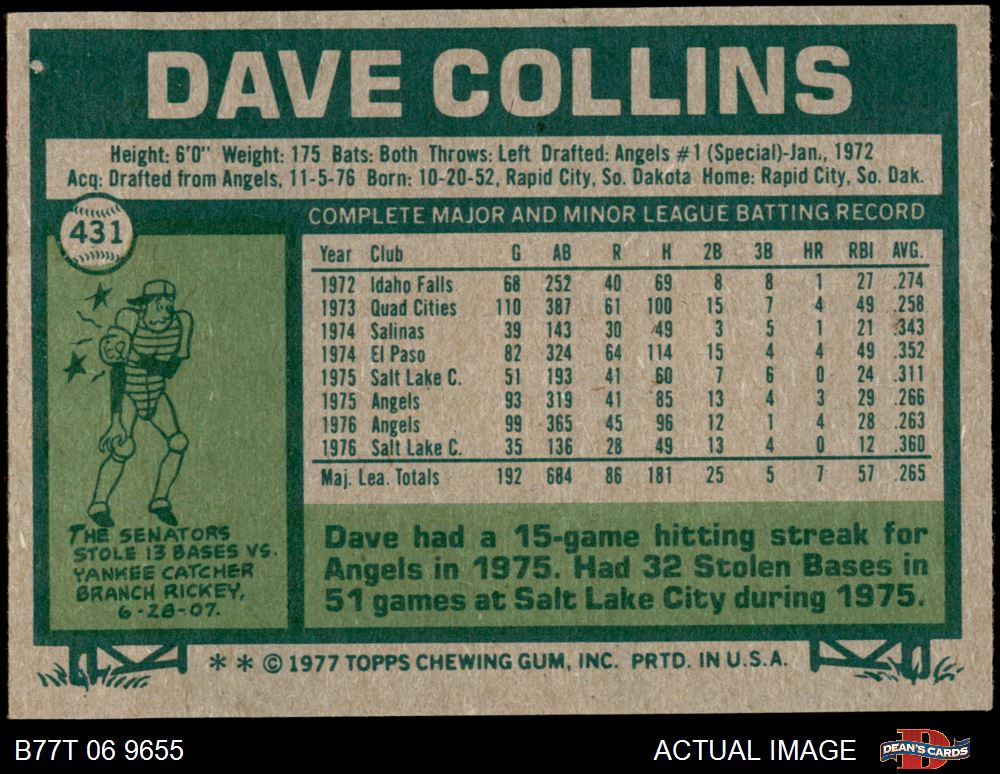 DAVE COLLINS
Height: 6'0" Weight: 175 Bats: Both Throws: Left Drafted: Angels #1 (Special)-Jan., 1972
Acq: Drafted from Angels, 11-5-76 Born: 10-20-52, Rapid City, So. Dakota Home: Rapid City, So. Dak.
431
COMPLETE MAJOR AND MINOR LEAGUE BATTING RECORD
Year Club G AB R H 2B 3B HR RBI AVG.
1972 Idaho Falls 68 252 40 69 8 8 1 27 .274
1973 Quad Cities 110 387 61 100 15 7 4 49 .258
1974 Salinas 39 143 30 49 3 5 1 21 .343
1974 El Paso 82 324 64 114 15 4 4 49 .352
1975 Salt Lake C. 51 193 41 60 7 6 0 24 .311
1975 Angels 93 319 41 85 13 4 3 29 .266
1976 Angels 99 365 45 96 12 1 4 28 .263
1976 Salt Lake C. 35 136 28 49 13 4 0 12 .360
Maj. Lea. Totals 192 684 86 181 25 5 7 57 .265
THE SENATORS
STOLE 13 BASES VS.
YANKEE CATCHER
BRANCH RICKEY,
6-28-07.
Dave had a 15-game hitting streak for
Angels in 1975. Had 32 Stolen Bases in
51 games at Salt Lake City during 1975.
** © 1977 TOPPS CHEWING GUM, INC. PRTD. IN U.S.A.
B77T 06 9655
ACTUAL IMAGE
B
DEAN'S CARDS